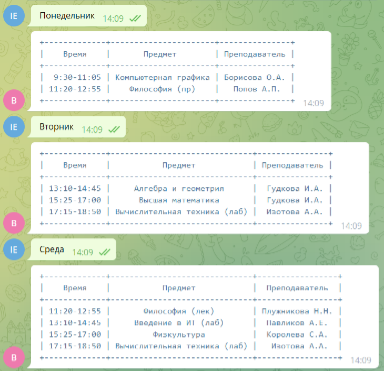 IE
Понедельник 14:09
Время | Предмет | Преподаватель
9:30-11:05 | Компьютерная графика | Борисова О.А.
11:20-12:55 | Философия (пр) | Попов А.П.
B
14:09
IE
Вторник 14:09
Время | Предмет | Преподаватель
13:10-14:45 | Алгебра и геометрия | Гудкова И.А.
15:25-17:00 | Высшая математика | Гудкова И.А.
17:15-18:50 | Вычислительная техника (лаб) | Изотова А.А.
B
14:09
IE
Среда 14:09
Время | Предмет | Преподаватель
11:20-12:55 | Философия (лек) | Плужникова Н.Н.
13:10-14:45 | Введение в ИТ (лаб) | Павликов А.Е.
15:25-17:00 | Физкультура | Королева С.А.
17:15-18:50 | Вычислительная техника (лаб) | Изотова А.А.
B
14:09